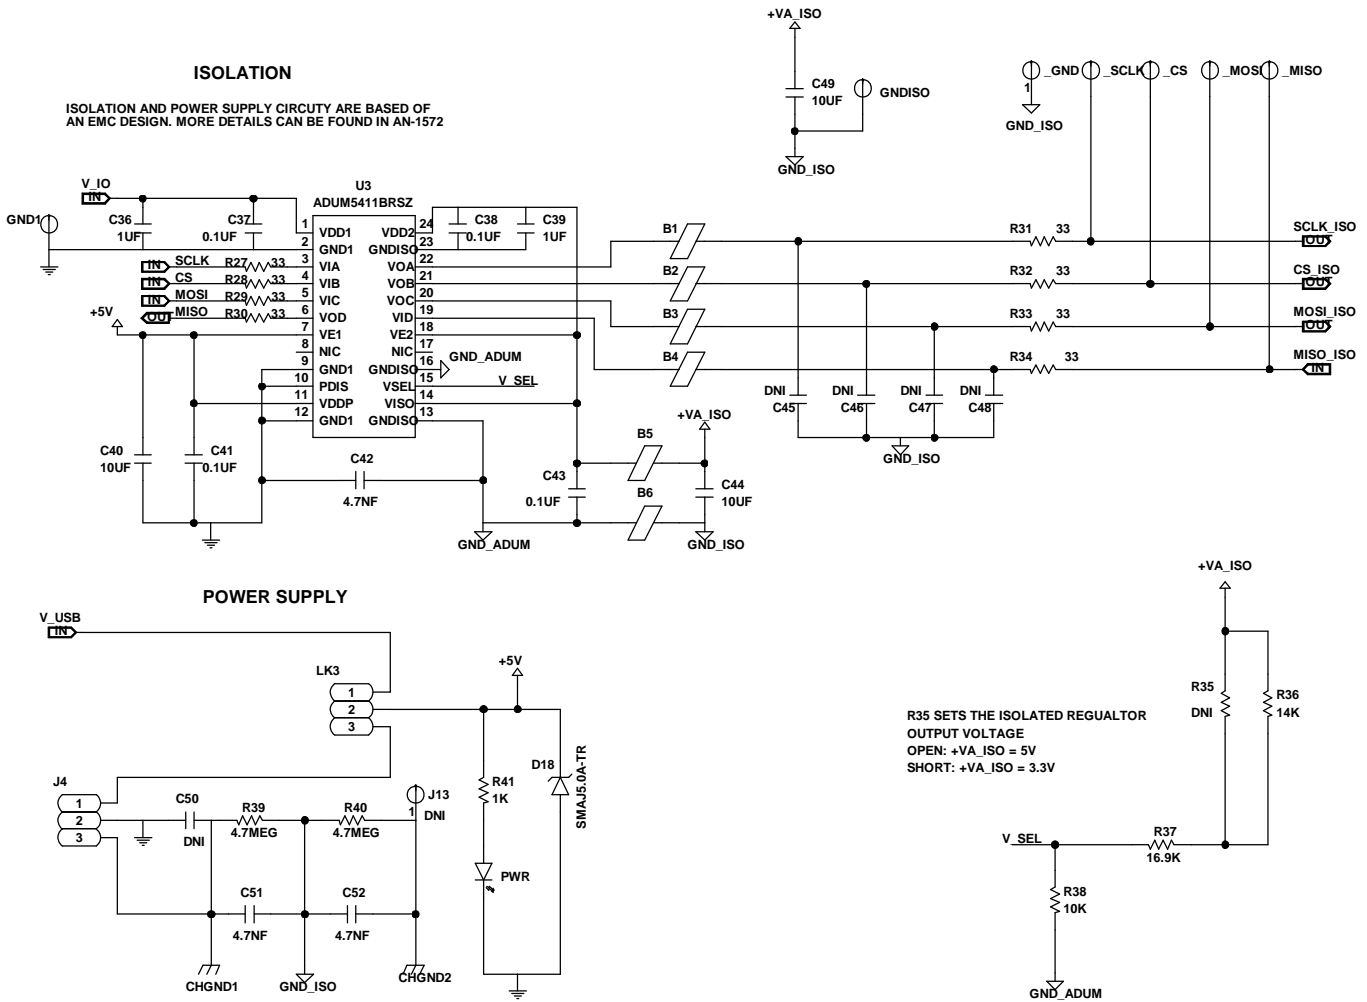 +VA_ISO
C49
10UF
GNDISO
GND_ISO
_GND
_SCLK
_CS
_MOSI
_MISO
1
GND_ISO
ISOLATION
ISOLATION AND POWER SUPPLY CIRCUTY ARE BASED OF
AN EMC DESIGN. MORE DETAILS CAN BE FOUND IN AN-1572
V_IO
IN
GND1
C36
1UF
C37
0.1UF
U3
ADUM5411BRSZ
C38
0.1UF
C39
1UF
1 VDD1
2 GND1
3 VIA
4 VIB
5 VIC
6 VOD
7 VE1
8 NIC
9 GND1
10 PDIS
11 VDDP
12 GND1
VDD2 24
GNDISO 23
VOA 22
VOB 21
VOC 20
VID 19
VE2 18
NIC 17
GNDISO 16
VSEL 15
VISO 14
GNDISO 13
IN SCLK R27 33
IN CS R28 33
IN MOSI R29 33
OUT MISO R30 33
+5V
GND_ADUM
V_SEL
B1
B2
B3
B4
R31 33
R32 33
R33 33
R34 33
SCLK_ISO
OUT
CS_ISO
OUT
MOSI_ISO
OUT
MISO_ISO
IN
DNI
C45
DNI
C46
DNI
C47
DNI
C48
GND_ISO
C40
10UF
C41
0.1UF
C42
4.7NF
GND_ADUM
C43
0.1UF
B5
B6
+VA_ISO
C44
10UF
GND_ISO
POWER SUPPLY
V_USB
IN
LK3
1
2
3
+5V
R41
1K
PWR
D18
SMAJ5.0A-TR
J4
1
2
3
C50
DNI
R39
4.7MEG
R40
4.7MEG
J13
1
DNI
C51
4.7NF
C52
4.7NF
CHGND1
GND_ISO
CHGND2
R35 SETS THE ISOLATED REGUALTOR
OUTPUT VOLTAGE
OPEN: +VA_ISO = 5V
SHORT: +VA_ISO = 3.3V
+VA_ISO
R35
DNI
R36
14K
V_SEL
R37
16.9K
R38
10K
GND_ADUM